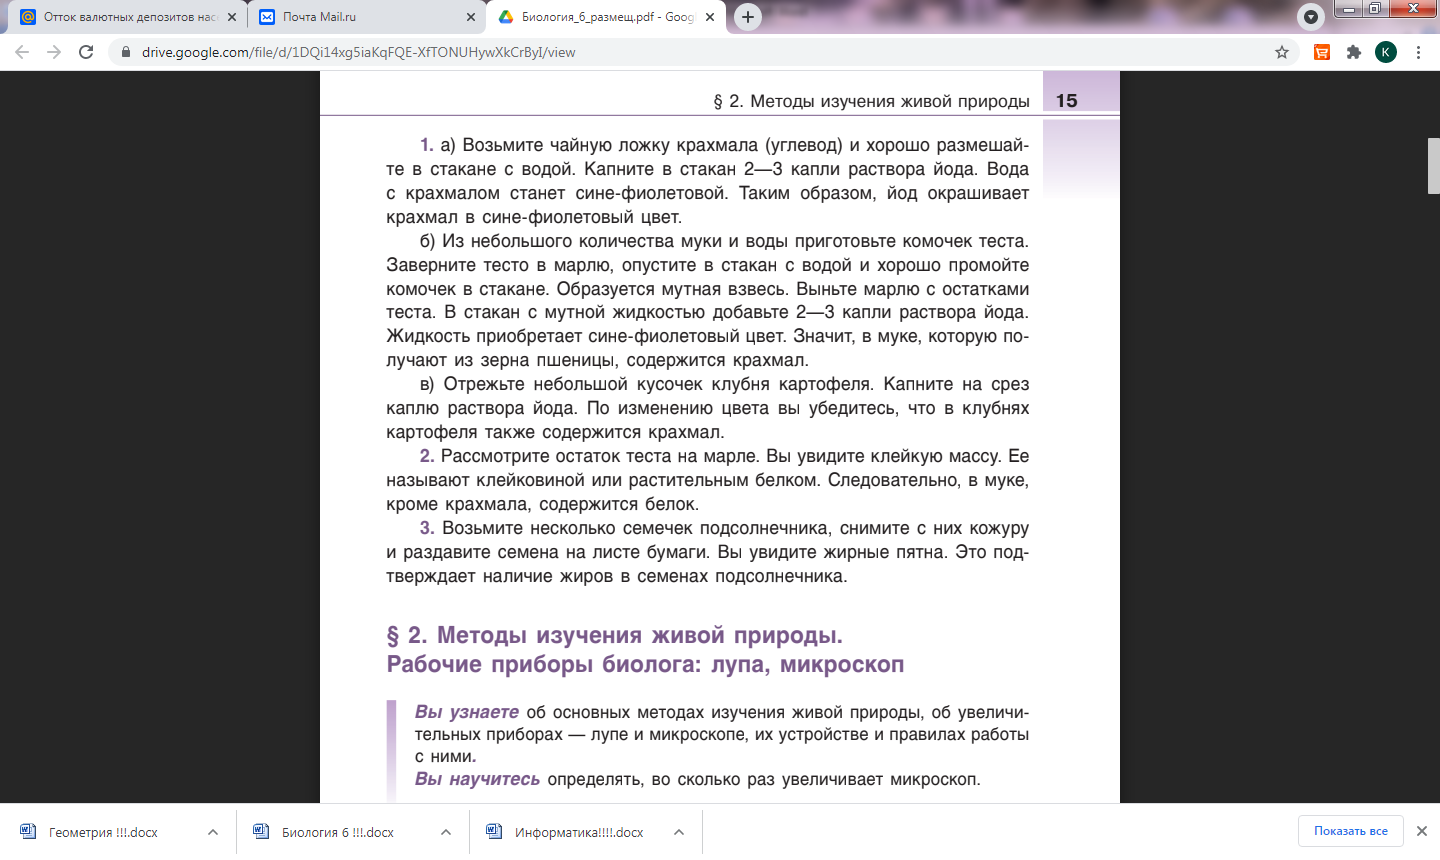 Отток валютных депозитов нас
Почта Mail.ru
Биология_6_размещ.pdf - Goog
drive.google.com/file/d/1DQi14xg5iaKqFQE-XfTONUHywXkCrByI/view
K
§ 2. Методы изучения живой природы 15
1. а) Возьмите чайную ложку крахмала (углевод) и хорошо размешай-
те в стакане с водой. Капните в стакан 2—3 капли раствора йода. Вода
с крахмалом станет сине-фиолетовой. Таким образом, йод окрашивает
крахмал в сине-фиолетовый цвет.
б) Из небольшого количества муки и воды приготовьте комочек теста.
Заверните тесто в марлю, опустите в стакан с водой и хорошо промойте
комочек в стакане. Образуется мутная взвесь. Выньте марлю с остатками
теста. В стакан с мутной жидкостью добавьте 2—3 капли раствора йода.
Жидкость приобретает сине-фиолетовый цвет. Значит, в муке, которую по-
лучают из зерна пшеницы, содержится крахмал.
в) Отрежьте небольшой кусочек клубня картофеля. Капните на срез
каплю раствора йода. По изменению цвета вы убедитесь, что в клубнях
картофеля также содержится крахмал.
2. Рассмотрите остаток теста на марле. Вы увидите клейкую массу. Ее
называют клейковиной или растительным белком. Следовательно, в муке,
кроме крахмала, содержится белок.
3. Возьмите несколько семечек подсолнечника, снимите с них кожуру
и раздавите семена на листе бумаги. Вы увидите жирные пятна. Это под-
тверждает наличие жиров в семенах подсолнечника.
§ 2. Методы изучения живой природы.
Рабочие приборы биолога: лупа, микроскоп
Вы узнаете об основных методах изучения живой природы, об увеличи-
тельных приборах — лупе и микроскопе, их устройстве и правилах работы
с ними.
Вы научитесь определять, во сколько раз увеличивает микроскоп.
Геометрия !!!.docx
Биология 6 !!!.docx
Информатика!!!!.docx
Показать все